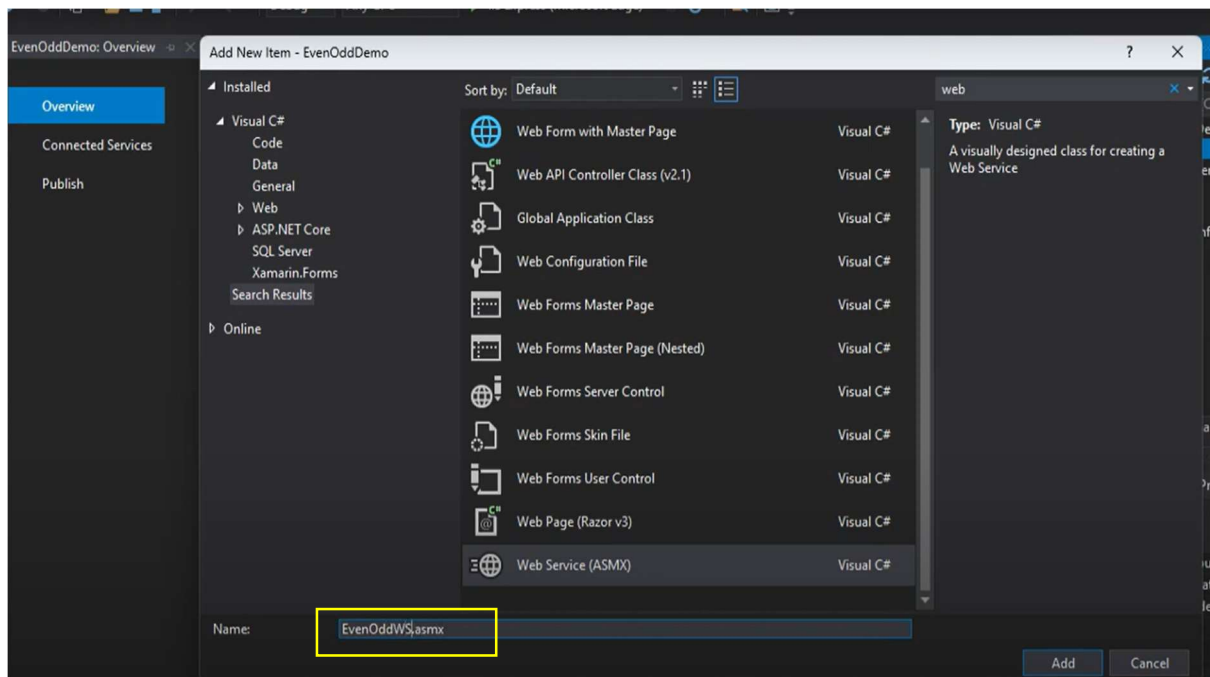 EvenOddDemo: Overview
Add New Item - EvenOddDemo
?
Overview
Connected Services
Publish
Installed
Visual C#
Code
Data
General
Web
ASP.NET Core
SQL Server
Xamarin.Forms
Search Results
Online
Sort by: Default
Web Form with Master Page Visual C#
Web API Controller Class (v2.1) Visual C#
Global Application Class Visual C#
Web Configuration File Visual C#
Web Forms Master Page Visual C#
Web Forms Master Page (Nested) Visual C#
Web Forms Server Control Visual C#
Web Forms Skin File Visual C#
Web Forms User Control Visual C#
Web Page (Razor v3) Visual C#
Web Service (ASMX) Visual C#
web
Type: Visual C#
A visually designed class for creating a
Web Service
Name: EvenOddWS.asmx
Add Cancel